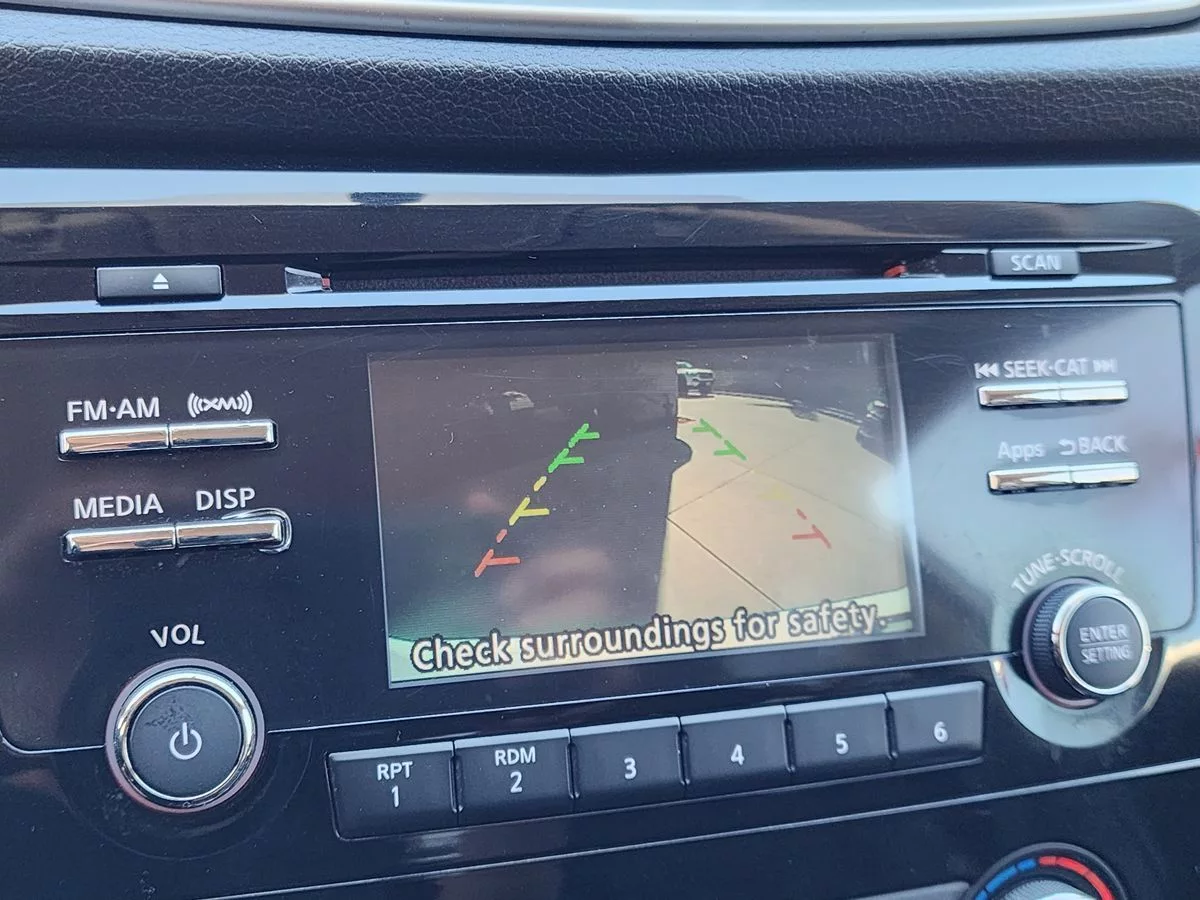 SCAN
SEEK·CAT
FM·AM XM
Apps BACK
MEDIA DISP
TUNE·SCROLL
VOL
ENTER
SETTING
Check surroundings for safety.
RPT
1
RDM
2
3
4
5
6